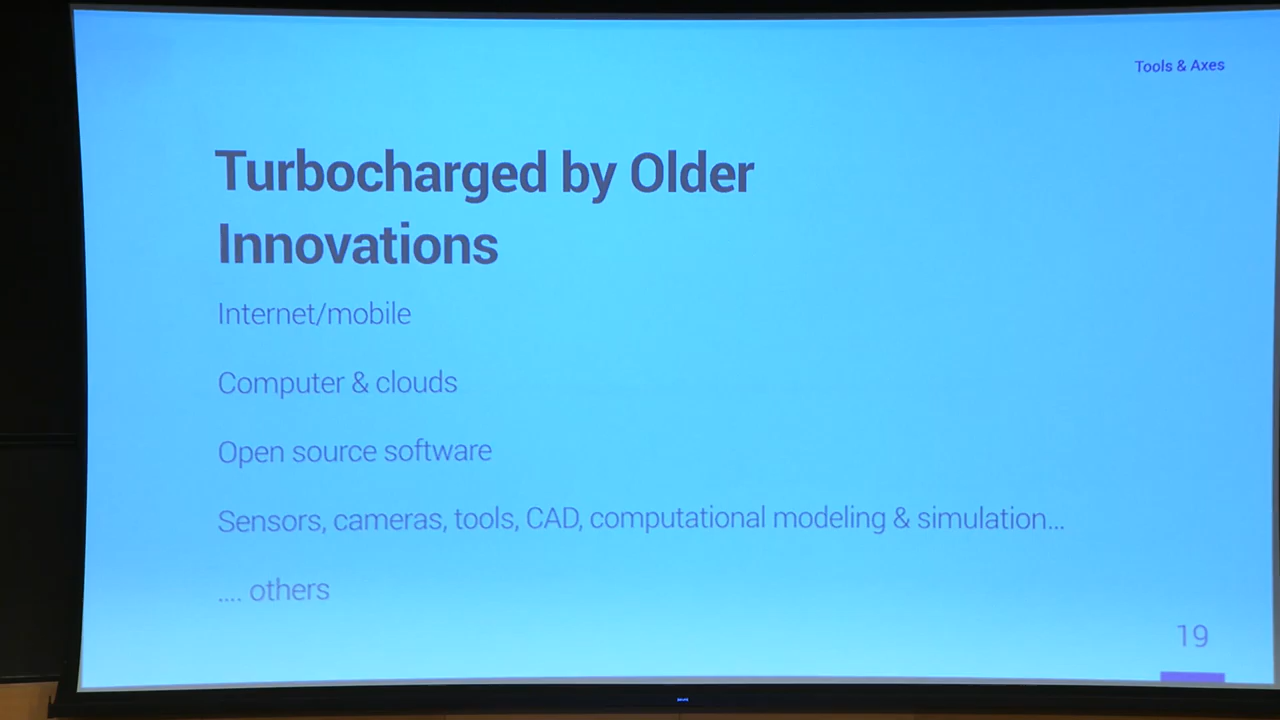 Tools & Axes
Turbocharged by Older
Innovations
Internet/mobile
Computer & clouds
Open source software
Sensors, cameras, tools, CAD, computational modeling & simulation...
.... others
19